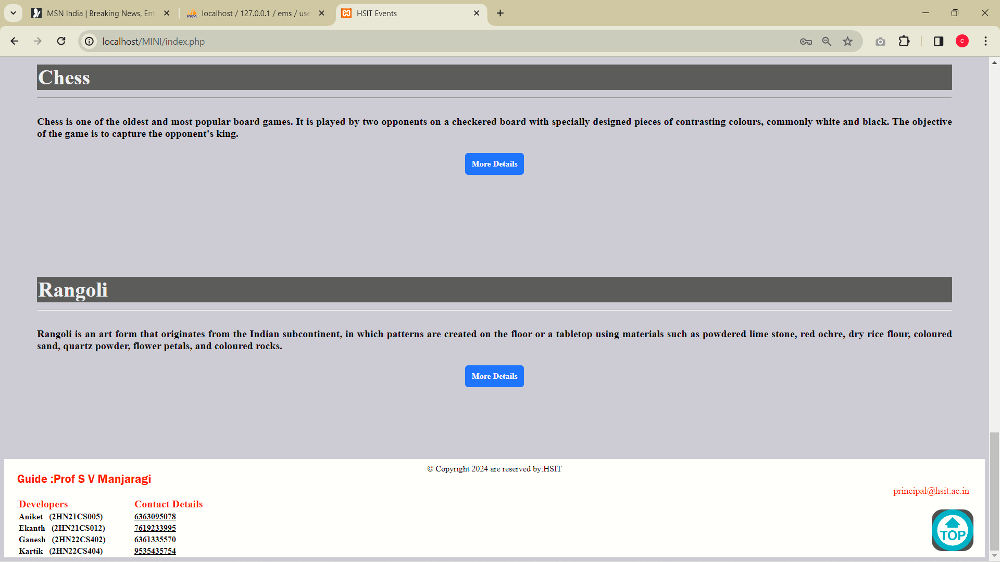 MSN India | Breaking News, Ent
localhost / 127.0.0.1 / ems / use
HSIT Events
localhost/MINI/index.php
C
Chess
Chess is one of the oldest and most popular board games. It is played by two opponents on a checkered board with specially designed pieces of contrasting colours, commonly white and black. The objective
of the game is to capture the opponent's king.
More Details
Rangoli
Rangoli is an art form that originates from the Indian subcontinent, in which patterns are created on the floor or a tabletop using materials such as powdered lime stone, red ochre, dry rice flour, coloured
sand, quartz powder, flower petals, and coloured rocks.
More Details
© Copyright 2024 are reserved by:HSIT
Guide :Prof S V Manjaragi
principal@hsit.ac.in
Developers Contact Details
Aniket (2HN21CS005) 6363095078
Ekanth (2HN21CS012) 7619233995
Ganesh (2HN22CS402) 6361335570
Kartik (2HN22CS404) 9535435754
TOP